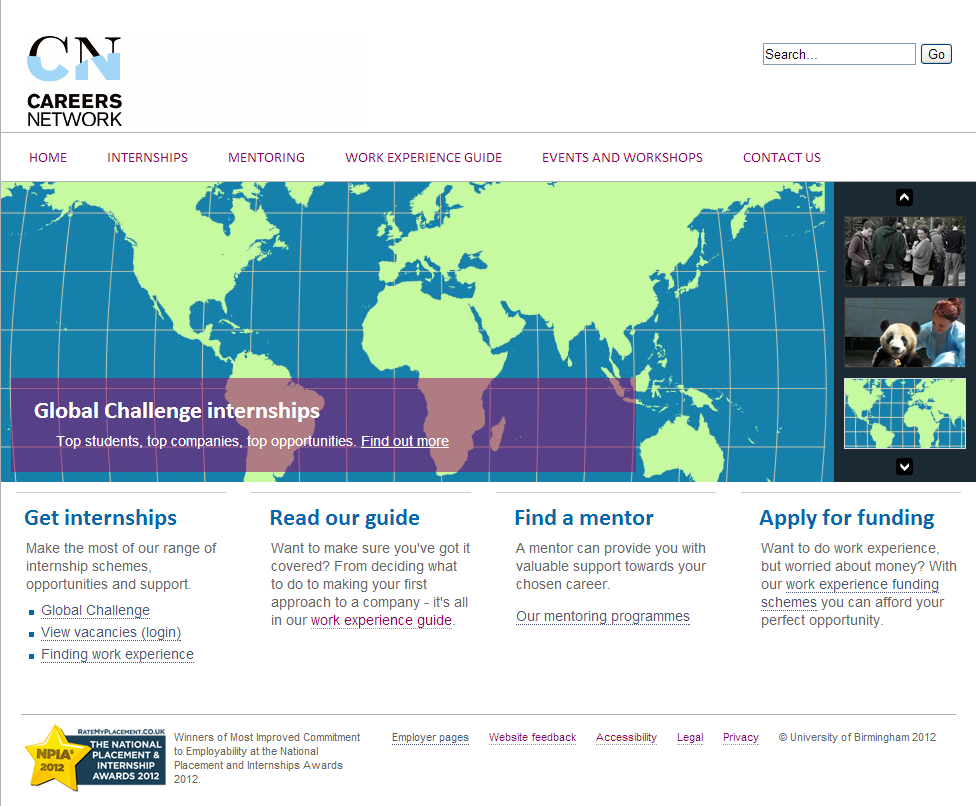 CN
CAREERS
NETWORK
Search...
Go
HOME
INTERNSHIPS
MENTORING
WORK EXPERIENCE GUIDE
EVENTS AND WORKSHOPS
CONTACT US
Global Challenge internships
Top students, top companies, top opportunities. Find out more
Get internships
Make the most of our range of
internship schemes,
opportunities and support.
Global Challenge
View vacancies (login)
Finding work experience
Read our guide
Want to make sure you've got it
covered? From deciding what
to do to making your first
approach to a company - it's all
in our work experience guide.
Find a mentor
A mentor can provide you with
valuable support towards your
chosen career.
Our mentoring programmes
Apply for funding
Want to do work experience,
but worried about money? With
our work experience funding
schemes you can afford your
perfect opportunity.
NPIAs
2012
RATEMYPLACEMENT.CO.UK
THE NATIONAL
PLACEMENT &
INTERNSHIP
AWARDS 2012
Winners of Most Improved Commitment
to Employability at the National
Placement and Internships Awards
2012.
Employer pages
Website feedback
Accessibility
Legal
Privacy
© University of Birmingham 2012